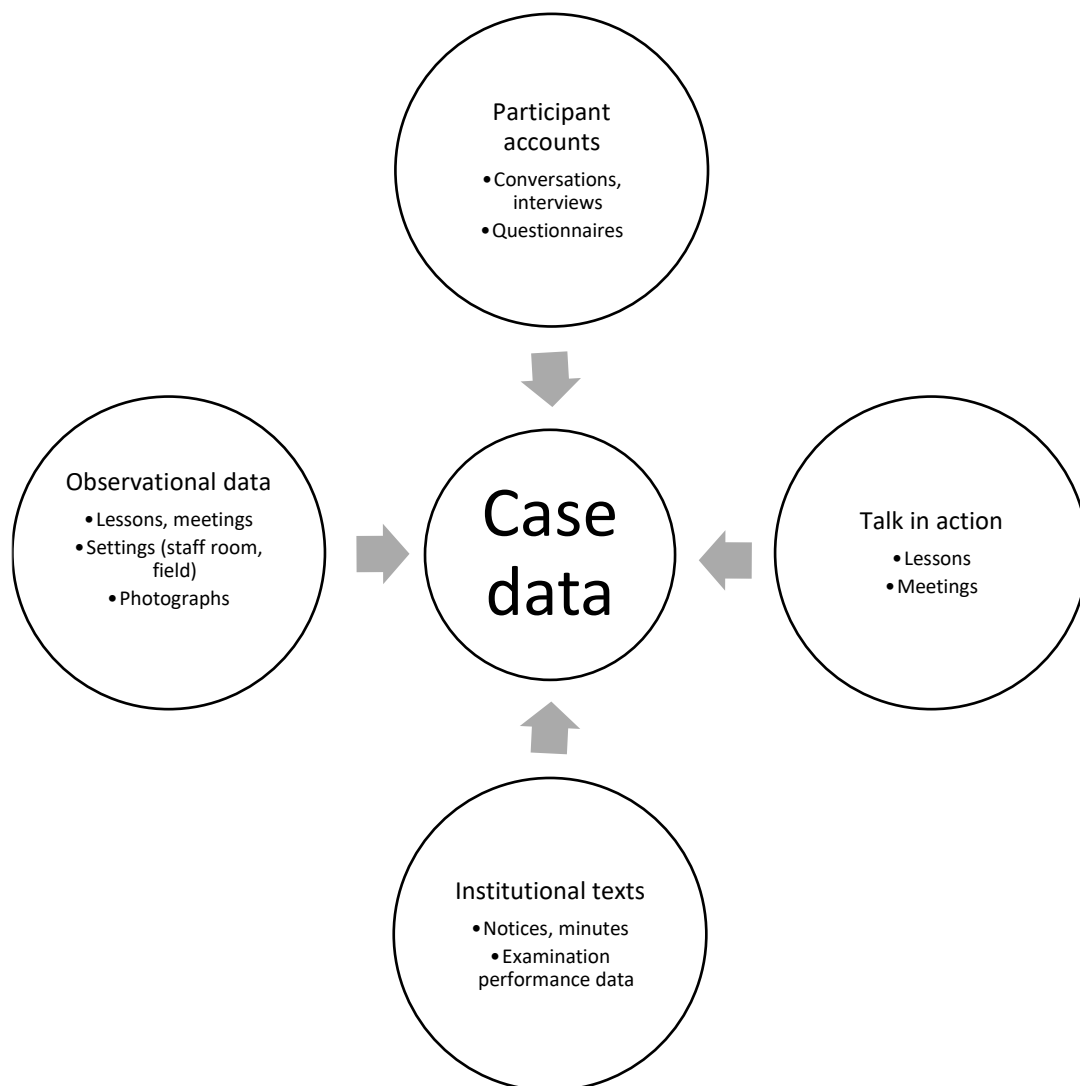 Participant
accounts
•Conversations,
interviews
•Questionnaires
Observational data
•Lessons, meetings
•Settings (staff room,
field)
•Photographs
Case
data
Talk in action
•Lessons
•Meetings
Institutional texts
•Notices, minutes
•Examination
performance data